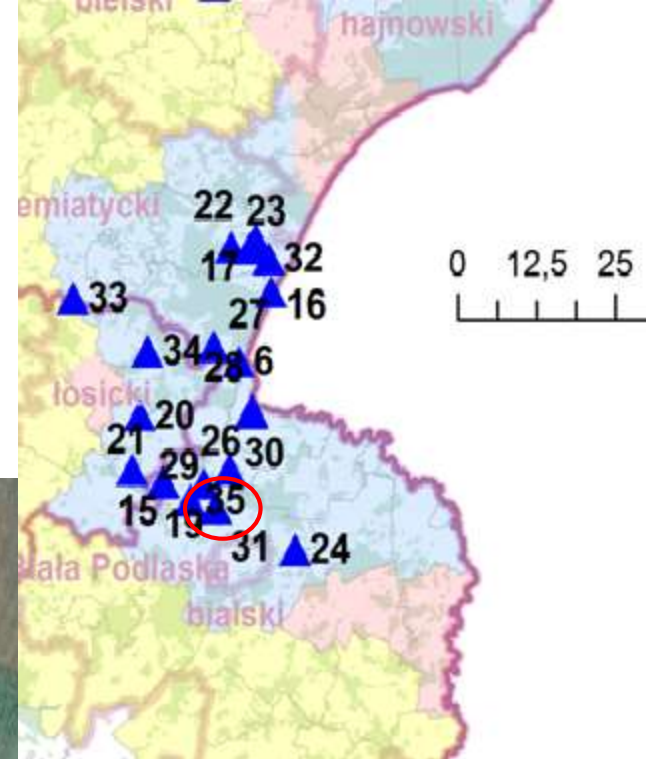 bielski
hajnowski
emiatycki
22 23
17 32
0 12,5 25
33
27 16
34 28 6
łosicki
20
21 26 30
29
15 19 35
31 24
iała Podlaska
bialski